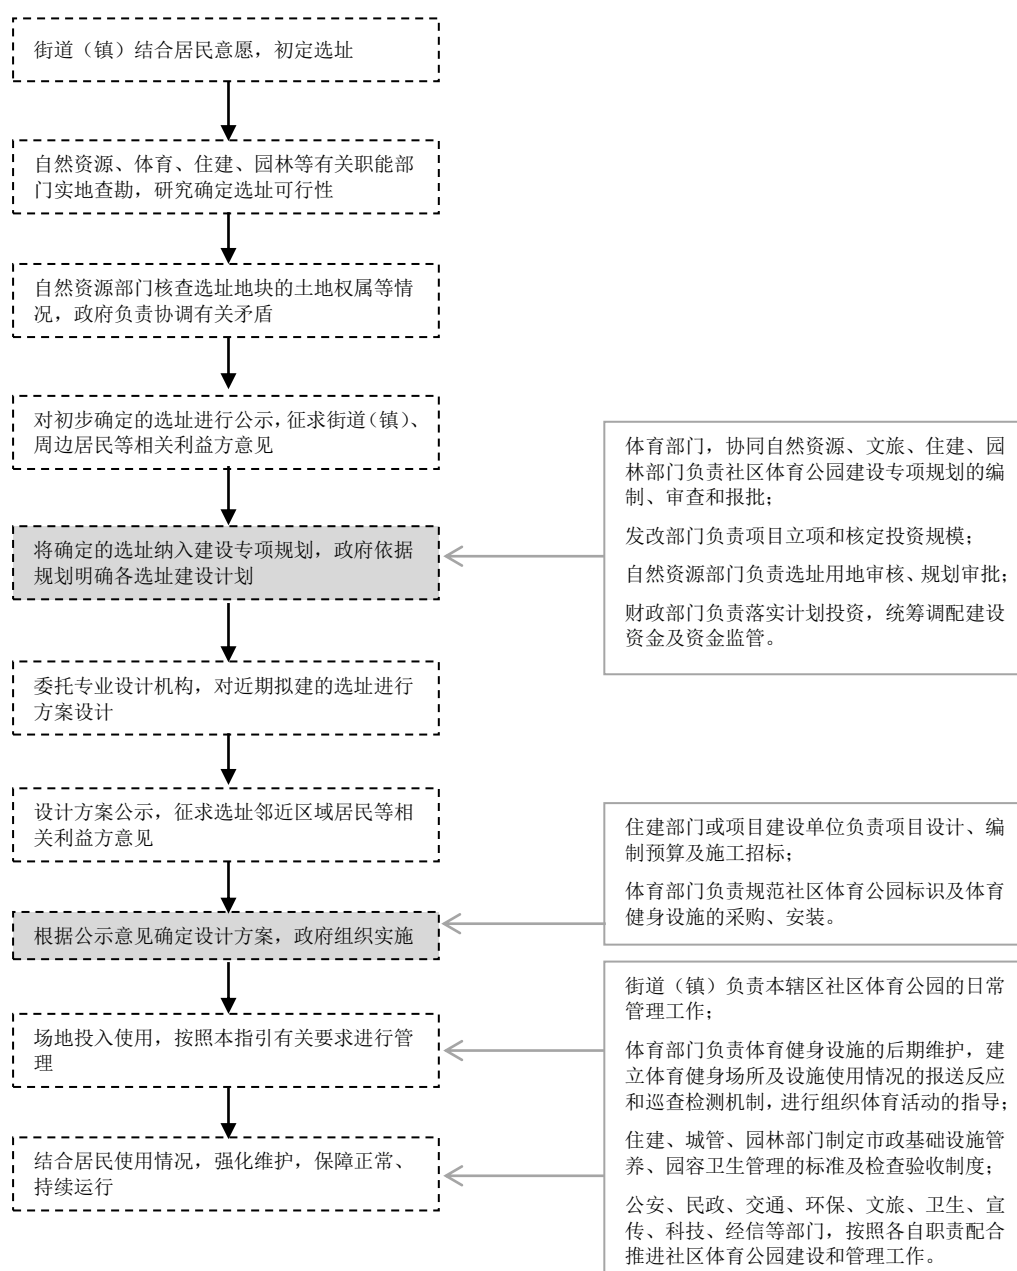 街道（镇）结合居民意愿，初定选址
自然资源、体育、住建、园林等有关职能部
门实地查勘，研究确定选址可行性
自然资源部门核查选址地块的土地权属等情
况，政府负责协调有关矛盾
对初步确定的选址进行公示，征求街道（镇）、
周边居民等相关利益方意见
将确定的选址纳入建设专项规划，政府依据
规划明确各选址建设计划
委托专业设计机构，对近期拟建的选址进行
方案设计
设计方案公示，征求选址邻近区域居民等相
关利益方意见
根据公示意见确定设计方案，政府组织实施
场地投入使用，按照本指引有关要求进行管
理
结合居民使用情况，强化维护，保障正常、
持续运行
体育部门，协同自然资源、文旅、住建、园
林部门负责社区体育公园建设专项规划的编
制、审查和报批；
发改部门负责项目立项和核定投资规模；
自然资源部门负责选址用地审核、规划审批；
财政部门负责落实计划投资，统筹调配建设
资金及资金监管。
住建部门或项目建设单位负责项目设计、编
制预算及施工招标；
体育部门负责规范社区体育公园标识及体育
健身设施的采购、安装。
街道（镇）负责本辖区社区体育公园的日常
管理工作；
体育部门负责体育健身设施的后期维护，建
立体育健身场所及设施使用情况的报送反应
和巡查检测机制，进行组织体育活动的指导；
住建、城管、园林部门制定市政基础设施管
养、园容卫生管理的标准及检查验收制度；
公安、民政、交通、环保、文旅、卫生、宣
传、科技、经信等部门，按照各自职责配合
推进社区体育公园建设和管理工作。